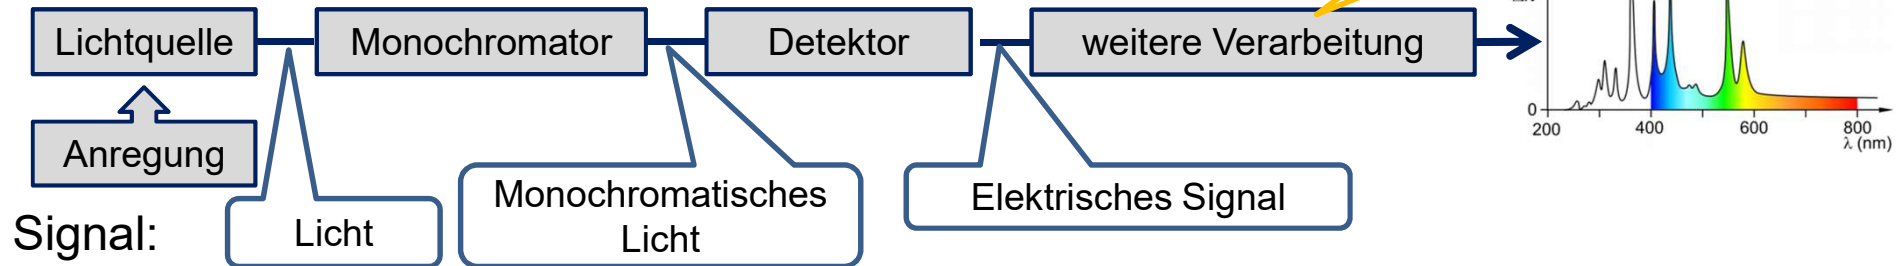 Lichtquelle
Monochromator
Detektor
weitere Verarbeitung
Anregung
Signal:
Licht
Monochromatisches
Licht
Elektrisches Signal
0
200
400
600
800
λ (nm)